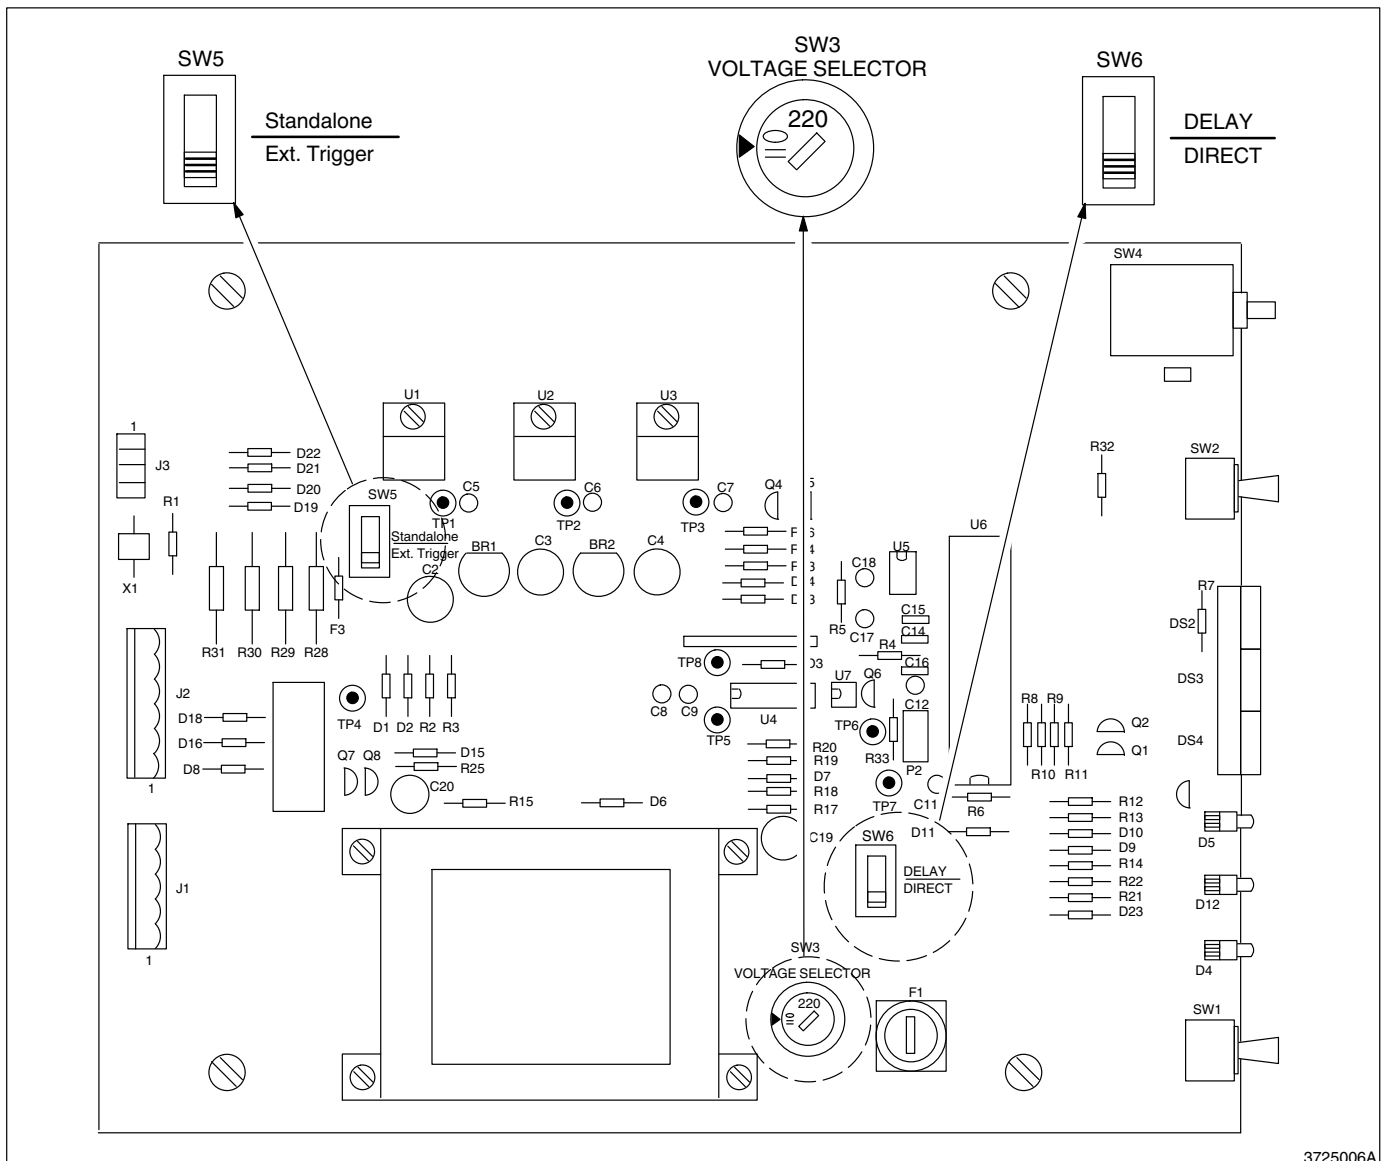 SW5
SW3
VOLTAGE SELECTOR
SW6
Standalone
Ext. Trigger
220
110
DELAY
DIRECT
SW4
U1
U2
U3
1
J3
R1
D22
D21
D20
D19
SW5
TP1
C5
TP2
C6
TP3
C7
Q4
R32
SW2
Standalone
Ext. Trigger
X1
C2
BR1
C3
BR2
C4
U6
U5
C18
F3
R31
R30
R29
R28
R5
C17
C15
C14
R4
C16
R7
DS2
DS3
DS4
TP8
D3
U7
Q6
J2
TP4
D1
D2
R2
R3
C8
C9
TP5
U4
TP6
C12
R8
R9
Q2
Q1
D18
D16
D8
Q7
Q8
D15
R25
C20
R20
R19
D7
R18
R17
R33
P2
R10
R11
1
R15
D6
TP7
C11
R6
R12
R13
D10
D9
R14
R22
R21
D23
C19
SW6
D11
D5
DELAY
DIRECT
J1
D12
1
SW3
VOLTAGE SELECTOR
220
110
F1
D4
SW1
3725006A